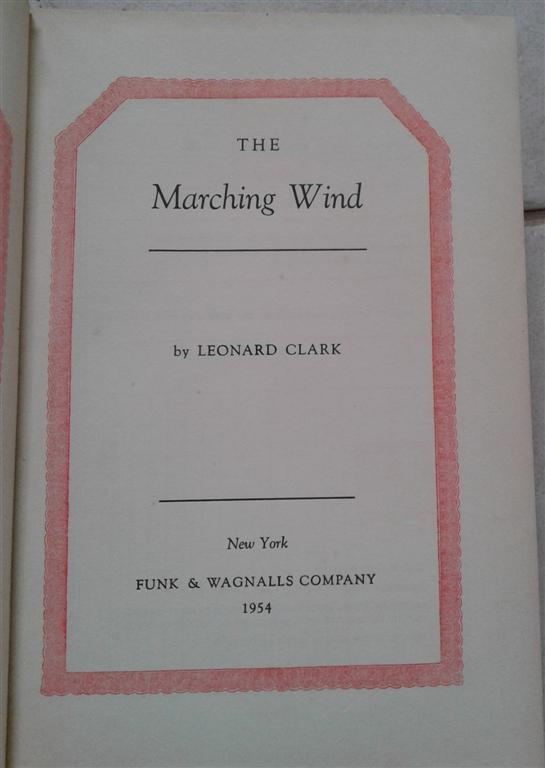 THE
Marching Wind
by LEONARD CLARK
New York
FUNK & WAGNALLS COMPANY
1954